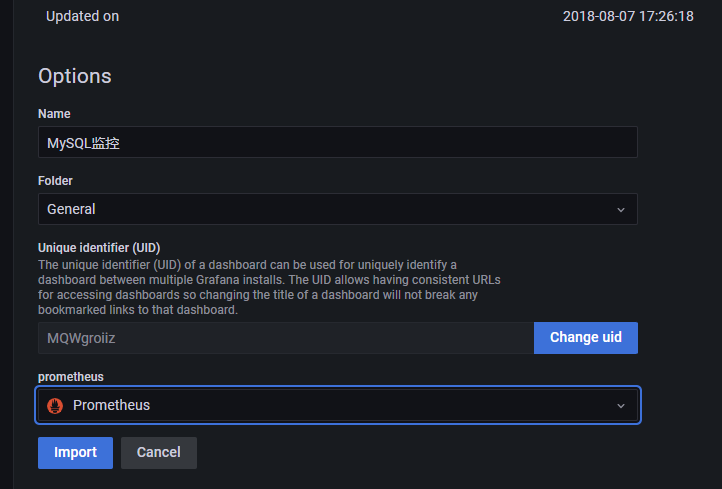 Updated on 2018-08-07 17:26:18
Options
Name
MySQL监控
Folder
General
Unique identifier (UID)
The unique identifier (UID) of a dashboard can be used for uniquely identify a
dashboard between multiple Grafana installs. The UID allows having consistent URLs
for accessing dashboards so changing the title of a dashboard will not break any
bookmarked links to that dashboard.
MQWgroiiz Change uid
prometheus
Prometheus
Import Cancel